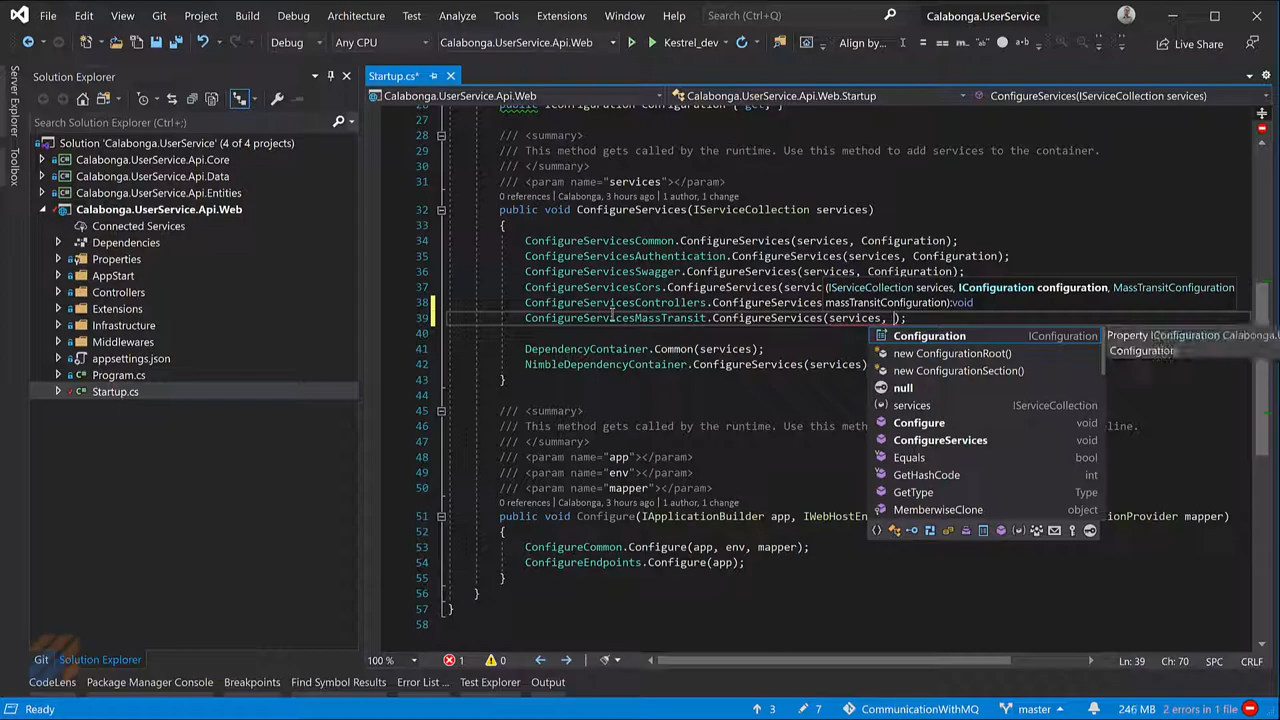 File Edit View Git Project Build Debug Architecture Test Analyze Tools Extensions Window Help Search (Ctrl+Q) Calabonga.UserService
Debug Any CPU Calabonga.UserService.Api.Web Kestrel_dev Align by... Live Share
Server Explorer
Toolbox
Solution Explorer
Search Solution Explorer (Ctrl+;)
Solution 'Calabonga.UserService' (4 of 4 projects)
Calabonga.UserService.Api.Core
Calabonga.UserService.Api.Data
Calabonga.UserService.Api.Entities
Calabonga.UserService.Api.Web
Connected Services
Dependencies
Properties
AppStart
Controllers
Extensions
Infrastructure
Middlewares
appsettings.json
Program.cs
Startup.cs
Git Solution Explorer
Startup.cs*
Calabonga.UserService.Api.Web Calabonga.UserService.Api.Web.Startup ConfigureServices(IServiceCollection services)
public IConfiguration Configuration { get; }
27
28 /// <summary>
29 /// This method gets called by the runtime. Use this method to add services to the container.
30 /// </summary>
31 /// <param name="services"></param>
0 references | Calabonga, 3 hours ago | 1 author, 1 change
32 public void ConfigureServices(IServiceCollection services)
33 {
34 ConfigureServicesCommon.ConfigureServices(services, Configuration);
35 ConfigureServicesAuthentication.ConfigureServices(services, Configuration);
36 ConfigureServicesSwagger.ConfigureServices(services, Configuration);
37 ConfigureServicesCors.ConfigureServices(servic (IServiceCollection services, IConfiguration configuration, MassTransitConfiguration
38 ConfigureServicesControllers.ConfigureServices massTransitConfiguration):void
39 ConfigureServicesMassTransit.ConfigureServices(services, );
40
41 DependencyContainer.Common(services);
42 NimbleDependencyContainer.ConfigureServices(services)
43 }
44
45 /// <summary>
46 /// This method gets called by the runtime. Use this meth line.
47 /// </summary>
48 /// <param name="app"></param>
49 /// <param name="env"></param>
50 /// <param name="mapper"></param>
0 references | Calabonga, 3 hours ago | 1 author, 1 change
51 public void Configure(IApplicationBuilder app, IWebHostEn ionProvider mapper)
52 {
53 ConfigureCommon.Configure(app, env, mapper);
54 ConfigureEndpoints.Configure(app);
55 }
56 }
57 }
58
Configuration IConfiguration
new ConfigurationRoot()
new ConfigurationSection()
null
services IServiceCollection
Configure void
ConfigureServices void
Equals bool
GetHashCode int
GetType Type
MemberwiseClone object
Property IConfiguration Calabonga.
Configuration
100 % 1 0 Ln: 39 Ch: 70 SPC CRLF
CodeLens Package Manager Console Breakpoints Find Symbol Results Error List ... Test Explorer Output
Ready 3 7 CommunicationWithMQ master 246 MB 2 errors in 1 file